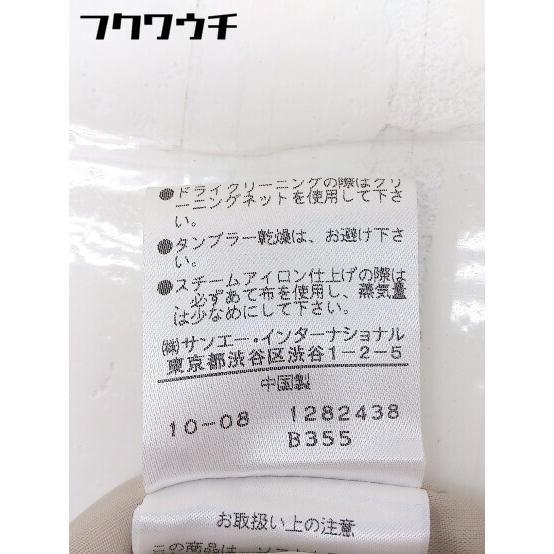 フクワウチ
●ドライクリーニングの際はクリ
ーニングネットを使用して下さ
い。
●タンブラー乾燥は、お避け下さ
い。
●スチームアイロン仕上げの際は
、必ずあて布を使用し、蒸気量
は少なめにして下さい。
㈱サンエー・インターナショナル
東京都渋谷区渋谷1-2-5
中国製
10-08 1282438
B355
お取扱い上の注意
この商品は、